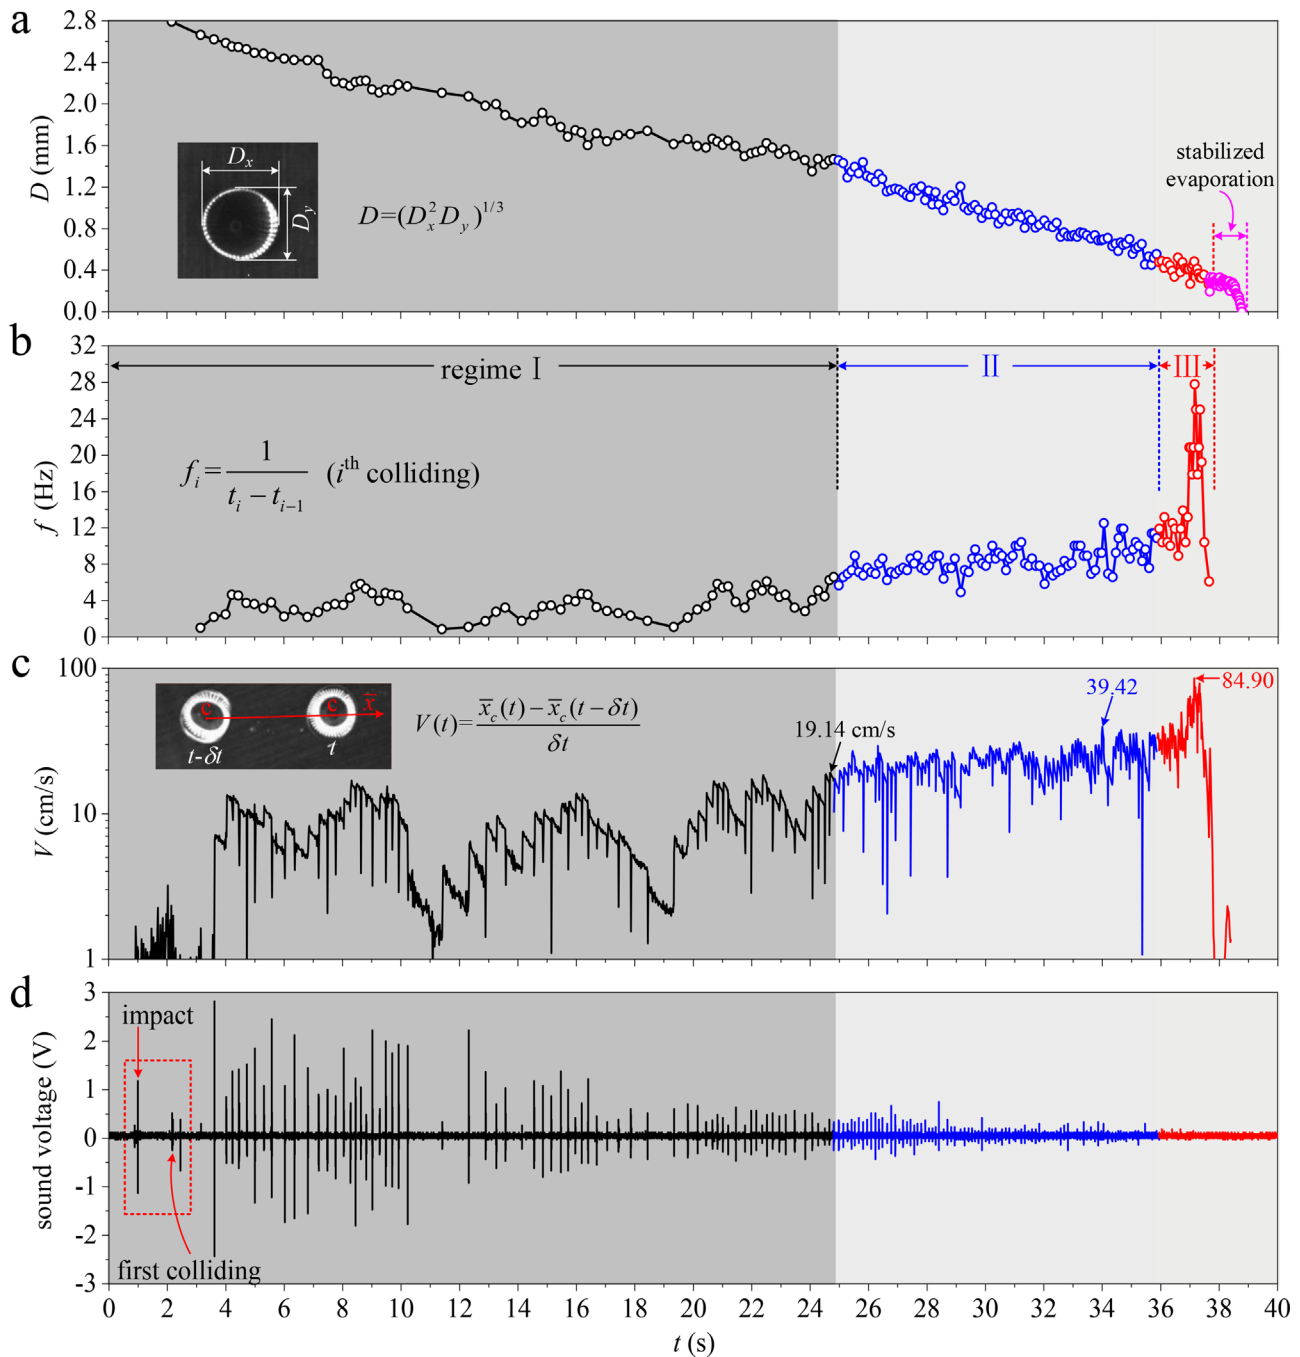 a
2.8
2.4
2.0
1.6
1.2
0.8
0.4
0.0
D (mm)
Dx
Dy
D=(Dx²Dy)^1/3
stabilized
evaporation
b
32
28
24
20
16
12
8
4
0
f (Hz)
regime I
II
III
fi = 1 / (ti − ti−1) (ith colliding)
c
100
10
1
V (cm/s)
c
c
x̅
t-δt
t
V(t)= (x̅c(t)−x̅c(t−δt)) / δt
19.14 cm/s
39.42
84.90
d
3
2
1
0
-1
-2
-3
sound voltage (V)
impact
first colliding
0 2 4 6 8 10 12 14 16 18 20 22 24 26 28 30 32 34 36 38 40
t (s)